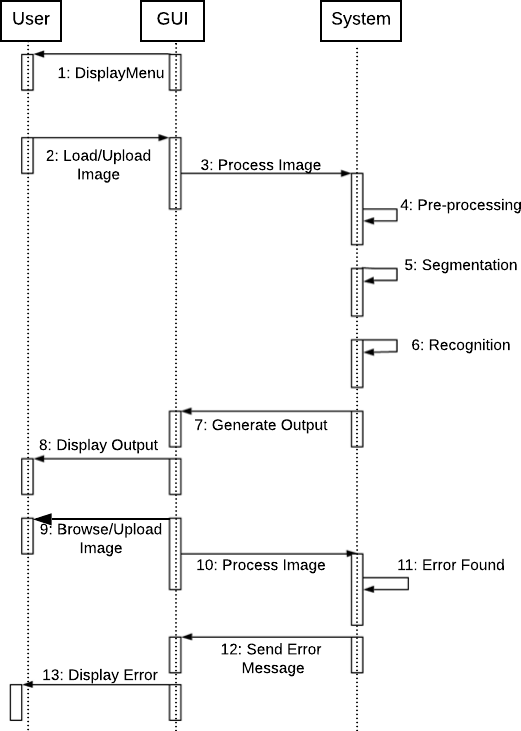 User GUI System
1: DisplayMenu
2: Load/Upload
Image
3: Process Image
4: Pre-processing
5: Segmentation
6: Recognition
7: Generate Output
8: Display Output
9: Browse/Upload
Image
10: Process Image
11: Error Found
12: Send Error
Message
13: Display Error